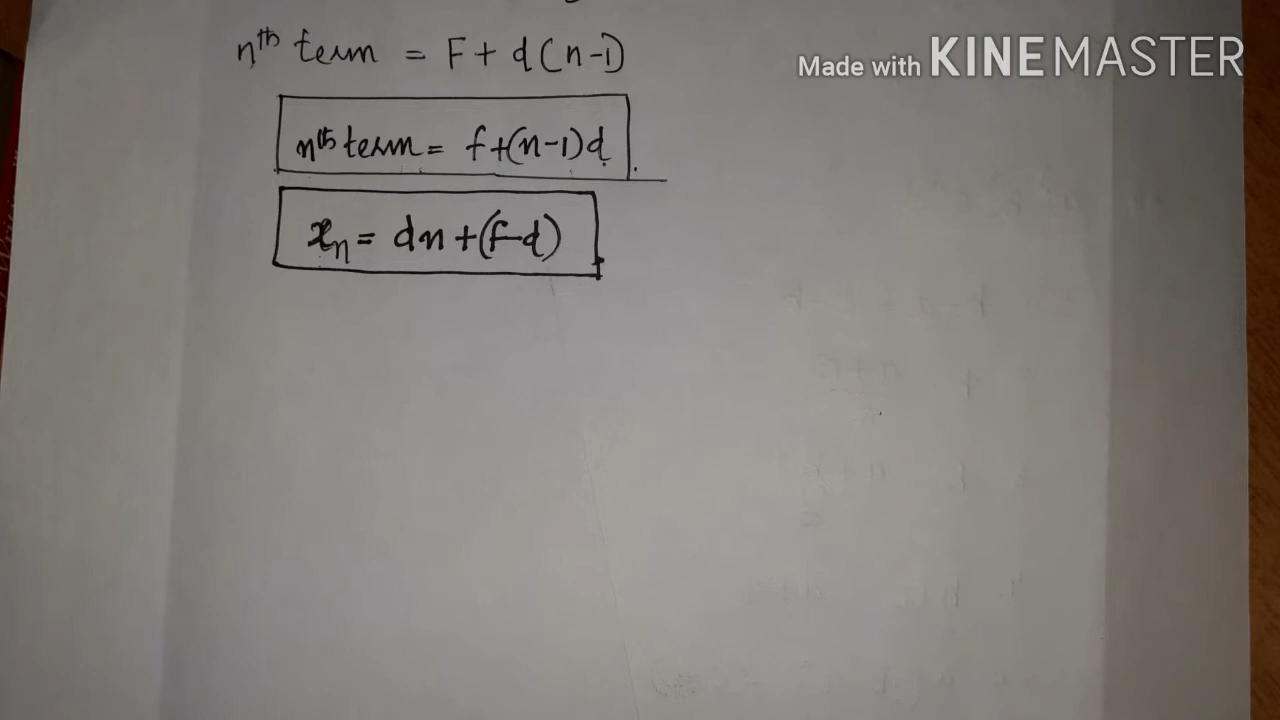 nth term = F + d (n-1)
Made with KINEMASTER
nth term = f+(n-1)d.
xn = dn+(f-d)